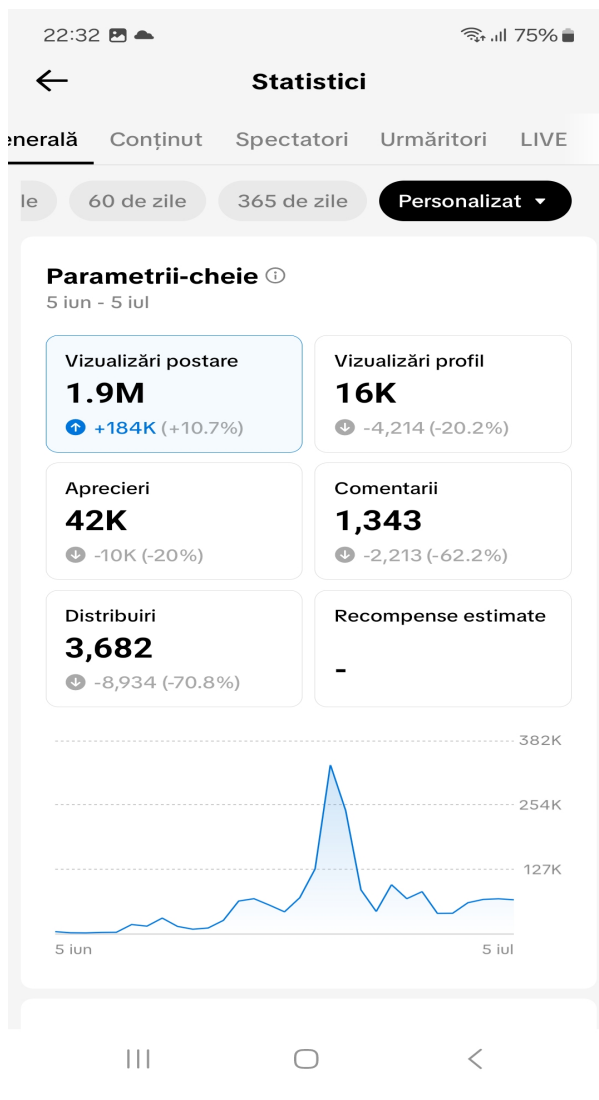 22:32 75%
Statistici
enerală Conținut Spectatori Urmăritori LIVE
le 60 de zile 365 de zile Personalizat
Parametrii-cheie
5 iun - 5 iul
Vizualizări postare Vizualizări profil
1.9M 16K
+184K (+10.7%) -4,214 (-20.2%)
Aprecieri Comentarii
42K 1,343
-10K (-20%) -2,213 (-62.2%)
Distribuiri Recompense estimate
3,682 -
-8,934 (-70.8%)
382K
254K
127K
5 iun 5 iul